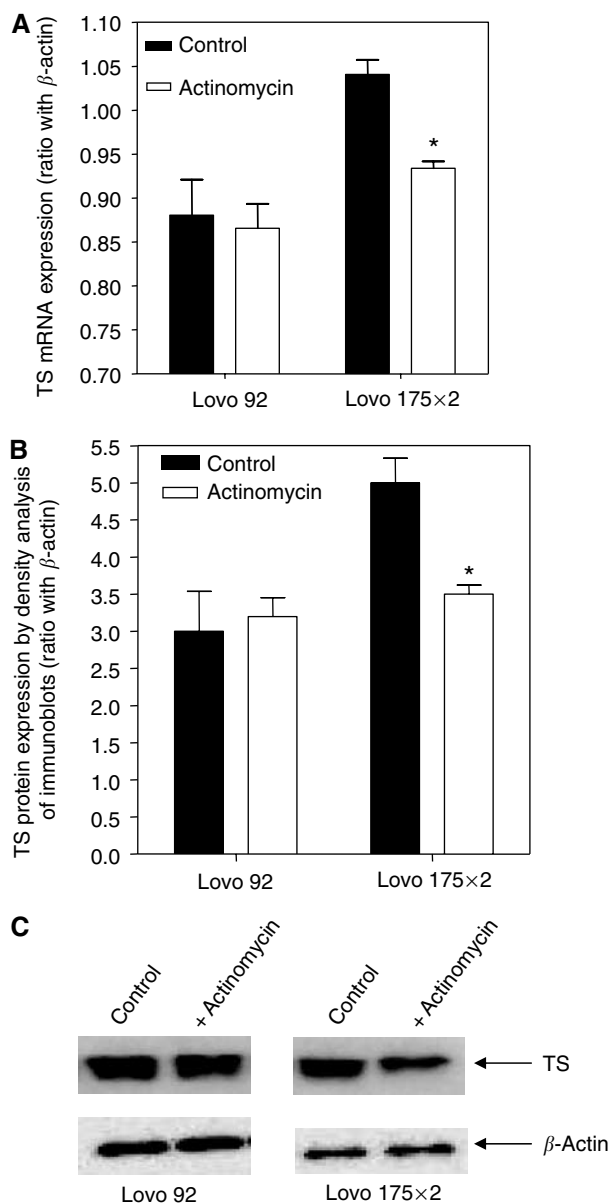 A
TS mRNA expression (ratio with β-actin)
1.10
1.05
1.00
0.95
0.90
0.85
0.80
0.75
0.70
Control
Actinomycin
*
Lovo 92
Lovo 175×2
B
TS protein expression by density analysis
of immunoblots (ratio with β-actin)
5.5
5.0
4.5
4.0
3.5
3.0
2.5
2.0
1.5
1.0
0.5
0.0
Control
Actinomycin
*
Lovo 92
Lovo 175×2
C
Control
+ Actinomycin
Control
+ Actinomycin
TS
β-Actin
Lovo 92
Lovo 175×2